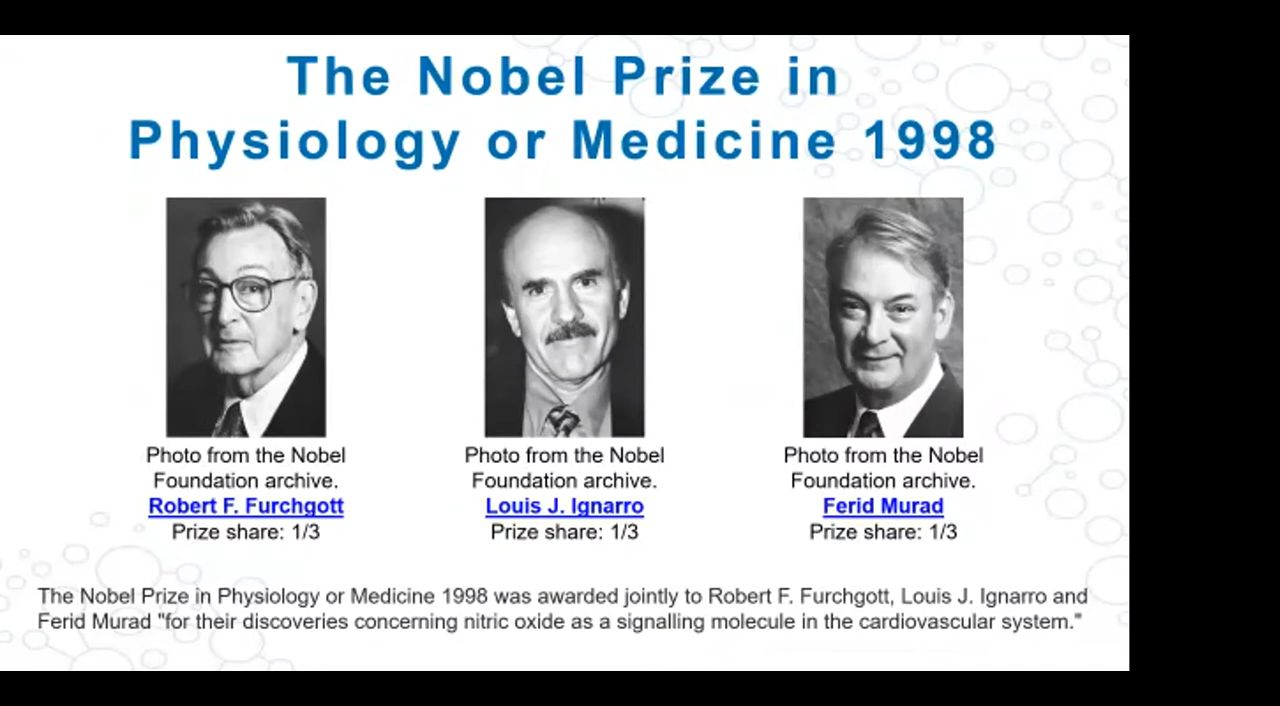 The Nobel Prize in
Physiology or Medicine 1998
Photo from the Nobel
Foundation archive.
Robert F. Furchgott
Prize share: 1/3
Photo from the Nobel
Foundation archive.
Louis J. Ignarro
Prize share: 1/3
Photo from the Nobel
Foundation archive.
Ferid Murad
Prize share: 1/3
The Nobel Prize in Physiology or Medicine 1998 was awarded jointly to Robert F. Furchgott, Louis J. Ignarro and
Ferid Murad "for their discoveries concerning nitric oxide as a signalling molecule in the cardiovascular system."